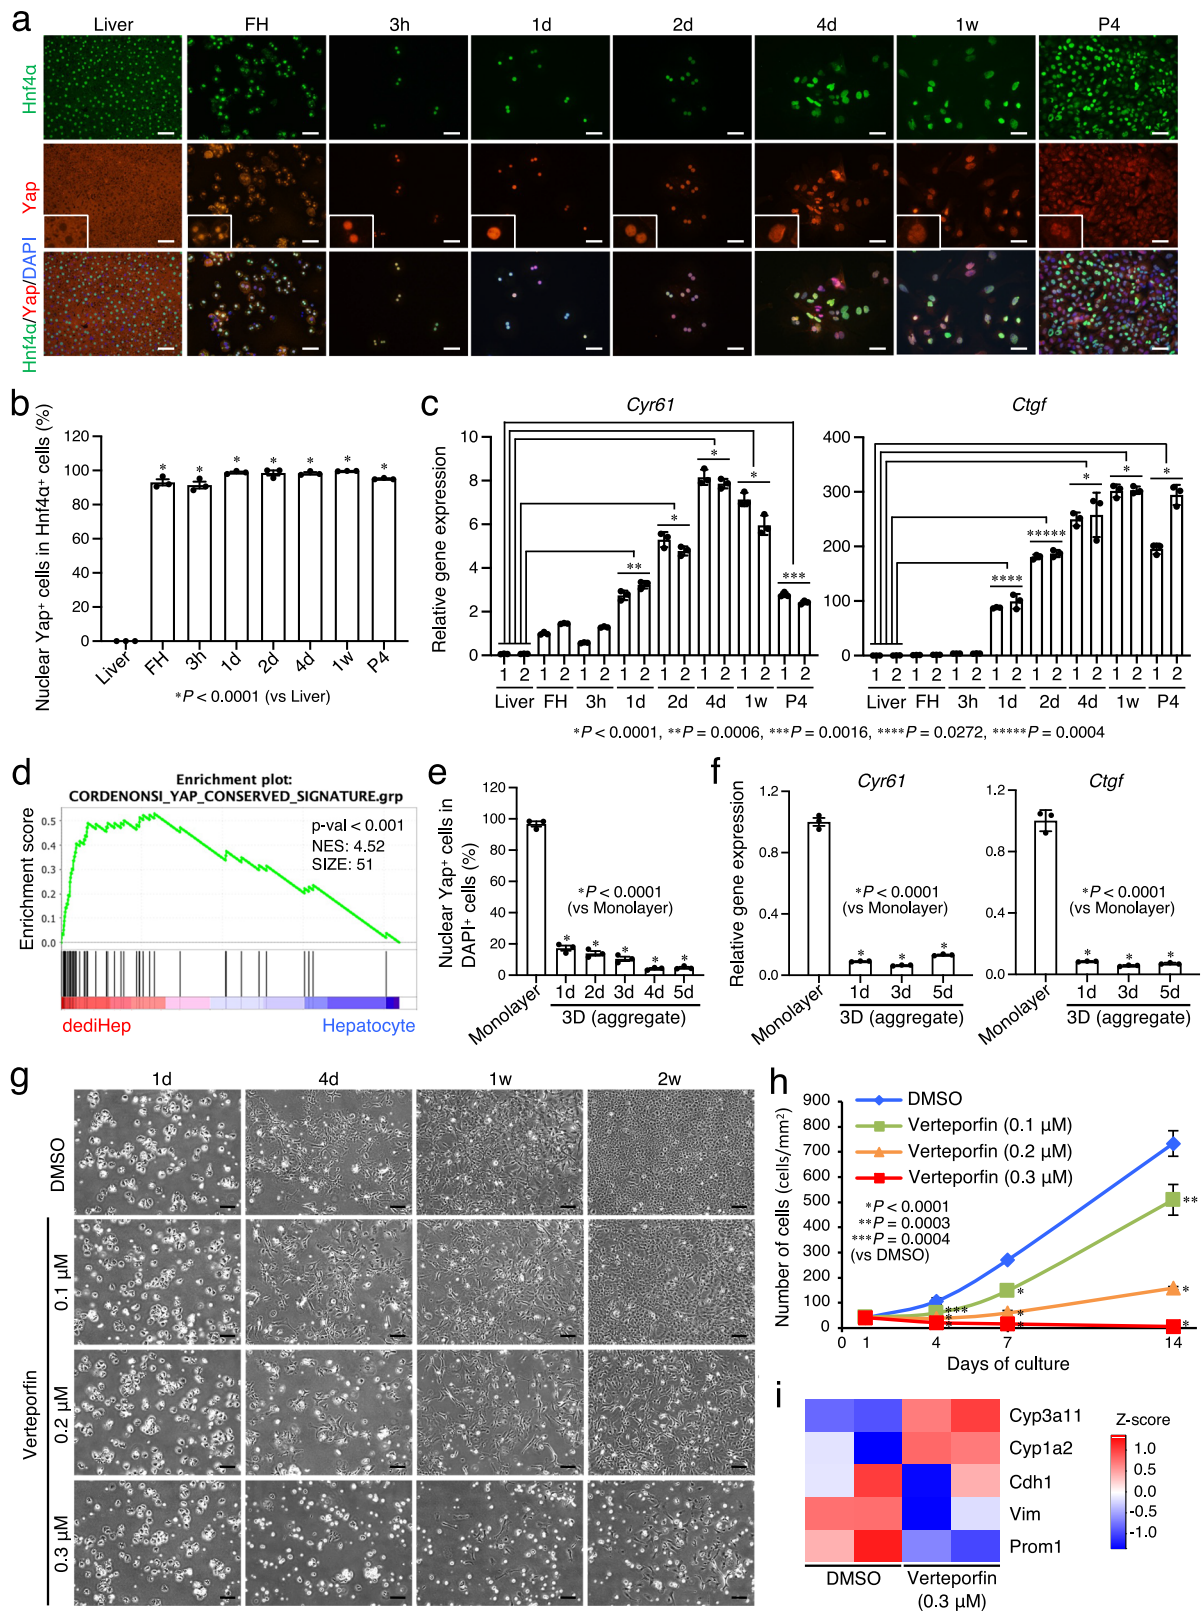 a
Liver FH 3h 1d 2d 4d 1w P4
Hnf4α
Yap
Hnf4α/Yap/DAPI
b
Nuclear Yap⁺ cells in Hnf4α⁺ cells (%)
120
100
80
60
40
20
0
* * * * * * *
Liver FH 3h 1d 2d 4d 1w P4
*P < 0.0001 (vs Liver)
c
Cyr61
Relative gene expression
10
8
6
4
2
0
** * * * ***
1 2 1 2 1 2 1 2 1 2 1 2 1 2 1 2
Liver FH 3h 1d 2d 4d 1w P4
Ctgf
400
300
200
100
0
**** ***** * * *
1 2 1 2 1 2 1 2 1 2 1 2 1 2 1 2
Liver FH 3h 1d 2d 4d 1w P4
*P < 0.0001, **P = 0.0006, ***P = 0.0016, ****P = 0.0272, *****P = 0.0004
d
Enrichment plot:
CORDENONSI_YAP_CONSERVED_SIGNATURE.grp
Enrichment score
0.5
0.4
0.3
0.2
0.1
0.0
p-val < 0.001
NES: 4.52
SIZE: 51
dediHep Hepatocyte
e
Nuclear Yap⁺ cells in
DAPI⁺ cells (%)
120
100
80
60
40
20
0
*P < 0.0001
(vs Monolayer)
* * * * *
Monolayer 1d 2d 3d 4d 5d
3D (aggregate)
f
Cyr61
Relative gene expression
1.2
0.8
0.4
0.0
*P < 0.0001
(vs Monolayer)
* * *
Monolayer 1d 3d 5d
3D (aggregate)
Ctgf
1.2
0.8
0.4
0.0
*P < 0.0001
(vs Monolayer)
* * *
Monolayer 1d 3d 5d
3D (aggregate)
g
1d 4d 1w 2w
DMSO
Verteporfin
0.1 μM
0.2 μM
0.3 μM
h
Number of cells (cells/mm²)
900
800
700
600
500
400
300
200
100
0
DMSO
Verteporfin (0.1 μM)
Verteporfin (0.2 μM)
Verteporfin (0.3 μM)
*P < 0.0001
**P = 0.0003
***P = 0.0004
(vs DMSO)
**
*
*
*
*
*
***
*
*
0 1 4 7 14
Days of culture
i
Cyp3a11
Cyp1a2
Cdh1
Vim
Prom1
DMSO Verteporfin
(0.3 μM)
Z-score
1.0
0.5
0.0
-0.5
-1.0